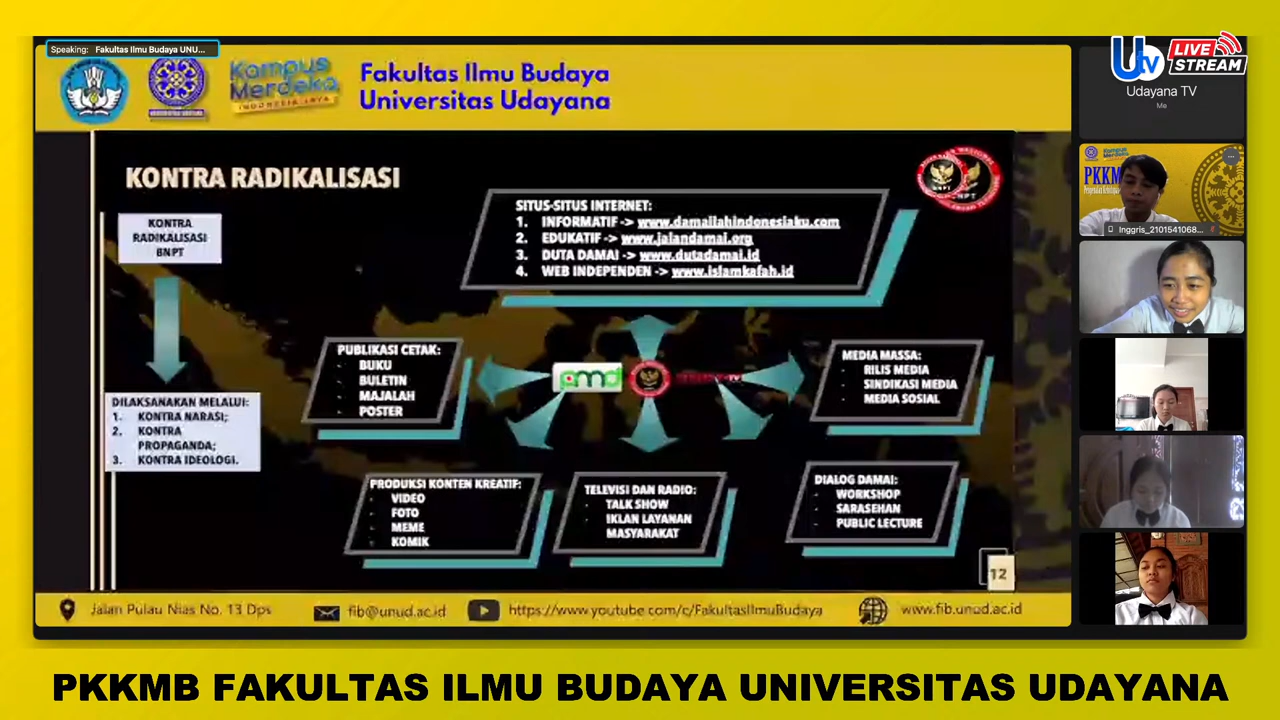 Speaking: Fakultas Ilmu Budaya UNU...
Kampus
Merdeka
INDONESIA JAYA
Fakultas Ilmu Budaya
Universitas Udayana
U tv
LIVE
STREAM
Udayana TV
Me
KONTRA RADIKALISASI
BNPT
KONTRA
RADIKALISASI
BNPT
SITUS-SITUS INTERNET:
1. INFORMATIF -> www.damailahindonesiaku.com
2. EDUKATIF -> www.jalandamai.org
3. DUTA DAMAI -> www.dutadamai.id
4. WEB INDEPENDEN -> www.islamkafah.id
PUBLIKASI CETAK:
BUKU
BULETIN
MAJALAH
POSTER
pmd
MEDIA MASSA:
RILIS MEDIA
SINDIKASI MEDIA
MEDIA SOSIAL
DILAKSANAKAN MELALUI:
1. KONTRA NARASI;
2. KONTRA
PROPAGANDA;
3. KONTRA IDEOLOGI.
PRODUKSI KONTEN KREATIF:
VIDEO
FOTO
MEME
KOMIK
TELEVISI DAN RADIO:
TALK SHOW
IKLAN LAYANAN
MASYARAKAT
DIALOG DAMAI:
WORKSHOP
SARASEHAN
PUBLIC LECTURE
12
Kampus
PKKM
Inggris_2101541068...
Jalan Pulau Nias No. 13 Dps
fib@unud.ac.id
https://www.youtube.com/c/FakultasIlmuBudaya
www.fib.unud.ac.id
PKKMB FAKULTAS ILMU BUDAYA UNIVERSITAS UDAYANA